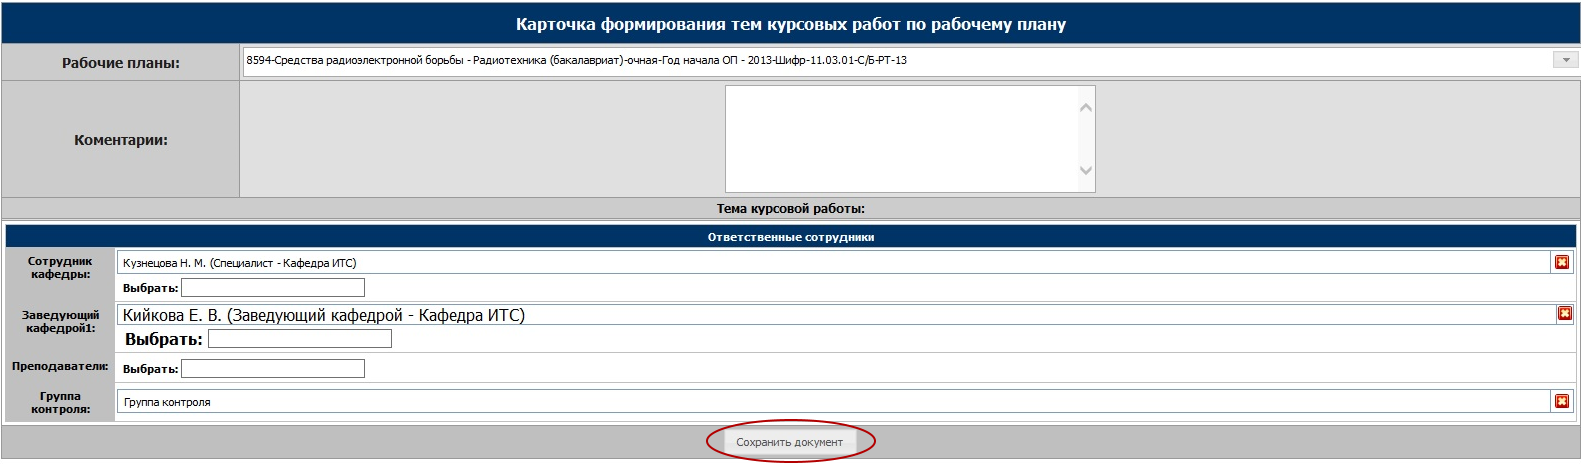 Карточка формирования тем курсовых работ по рабочему плану
Рабочие планы:
8594-Средства радиоэлектронной борьбы - Радиотехника (бакалавриат)-очная-Год начала ОП - 2013-Шифр-11.03.01-С/Б-РТ-13
Коментарии:
Тема курсовой работы:
Ответственные сотрудники
Сотрудник
кафедры:
Кузнецова Н. М. (Специалист - Кафедра ИТС)
Выбрать:
Заведующий
кафедрой1:
Кийкова Е. В. (Заведующий кафедрой - Кафедра ИТС)
Выбрать:
Преподаватели:
Выбрать:
Группа
контроля:
Группа контроля
Сохранить документ